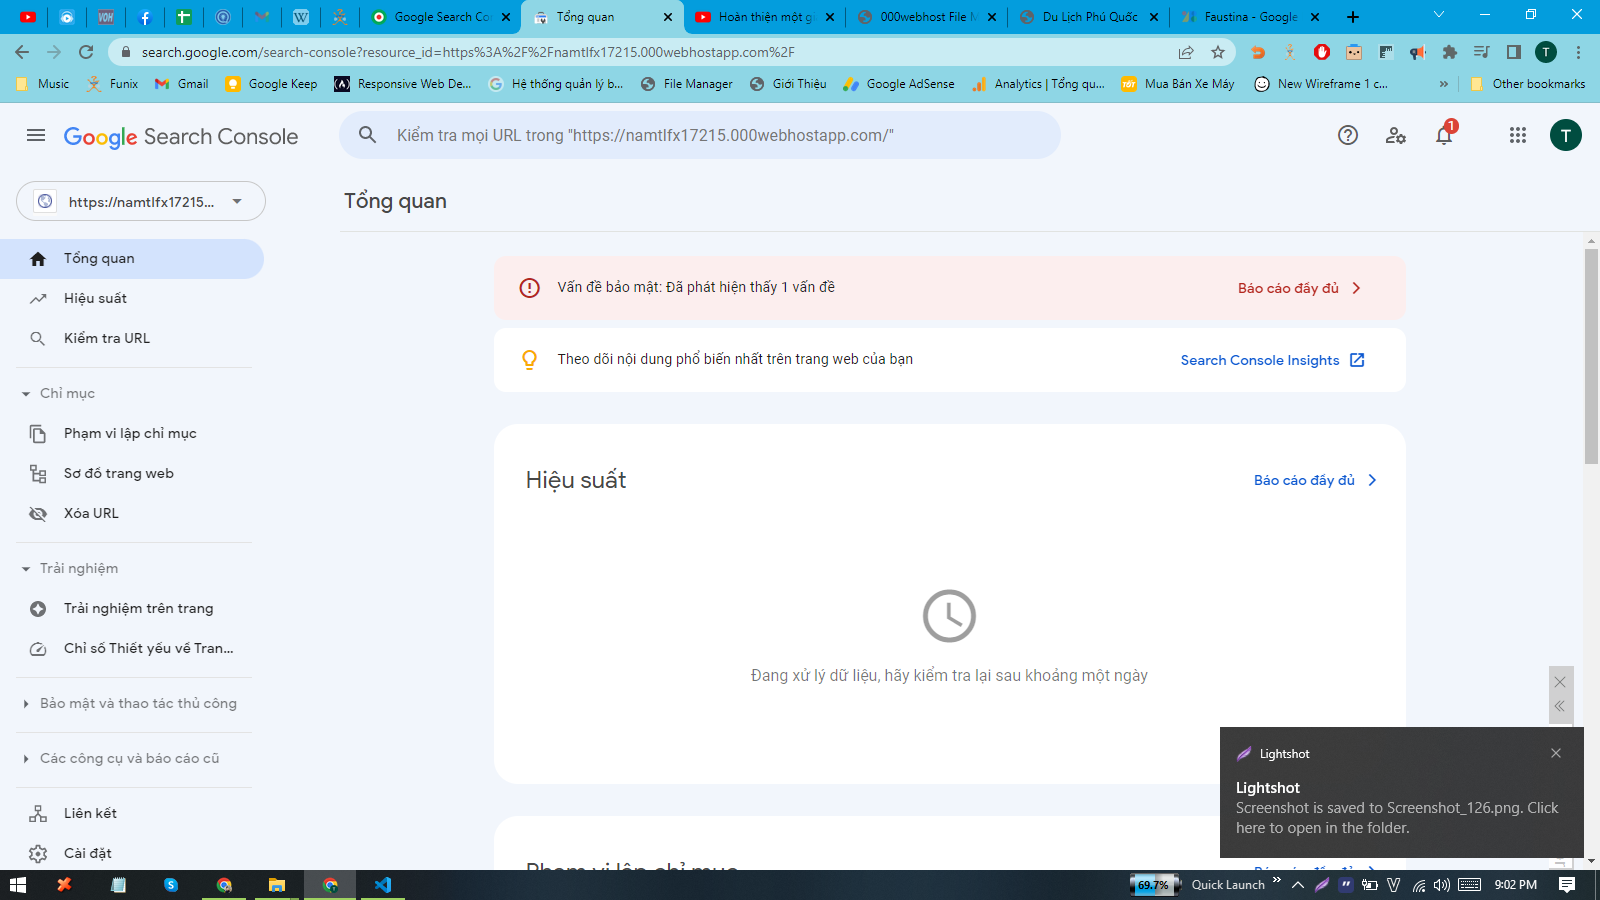 Google Search Co
Tổng quan
Hoàn thiện một g
000webhost File M
Du Lịch Phú Quốc
Faustina - Google
search.google.com/search-console?resource_id=https%3A%2F%2Fnamtlfx17215.000webhostapp.com%2F
T
Music
Funix
Gmail
Google Keep
Responsive Web De...
Hệ thống quản lý b...
File Manager
Giới Thiệu
Google AdSense
Analytics | Tổng qu...
Mua Bán Xe Máy
New Wireframe 1 c...
»
Other bookmarks
Google Search Console
Kiểm tra mọi URL trong "https://namtlfx17215.000webhostapp.com/"
1
T
https://namtlfx17215...
Tổng quan
Tổng quan
Hiệu suất
Kiểm tra URL
Chỉ mục
Phạm vi lập chỉ mục
Sơ đồ trang web
Xóa URL
Trải nghiệm
Trải nghiệm trên trang
Chỉ số Thiết yếu về Tran...
Bảo mật và thao tác thủ công
Các công cụ và báo cáo cũ
Liên kết
Cài đặt
Vấn đề bảo mật: Đã phát hiện thấy 1 vấn đề
Báo cáo đầy đủ
Theo dõi nội dung phổ biến nhất trên trang web của bạn
Search Console Insights
Hiệu suất
Báo cáo đầy đủ
Đang xử lý dữ liệu, hãy kiểm tra lại sau khoảng một ngày
Phạm vi lập chỉ mục
Báo cáo đầy đủ
Lightshot
Lightshot
Screenshot is saved to Screenshot_126.png. Click
here to open in the folder.
69.7%
Quick Launch
9:02 PM